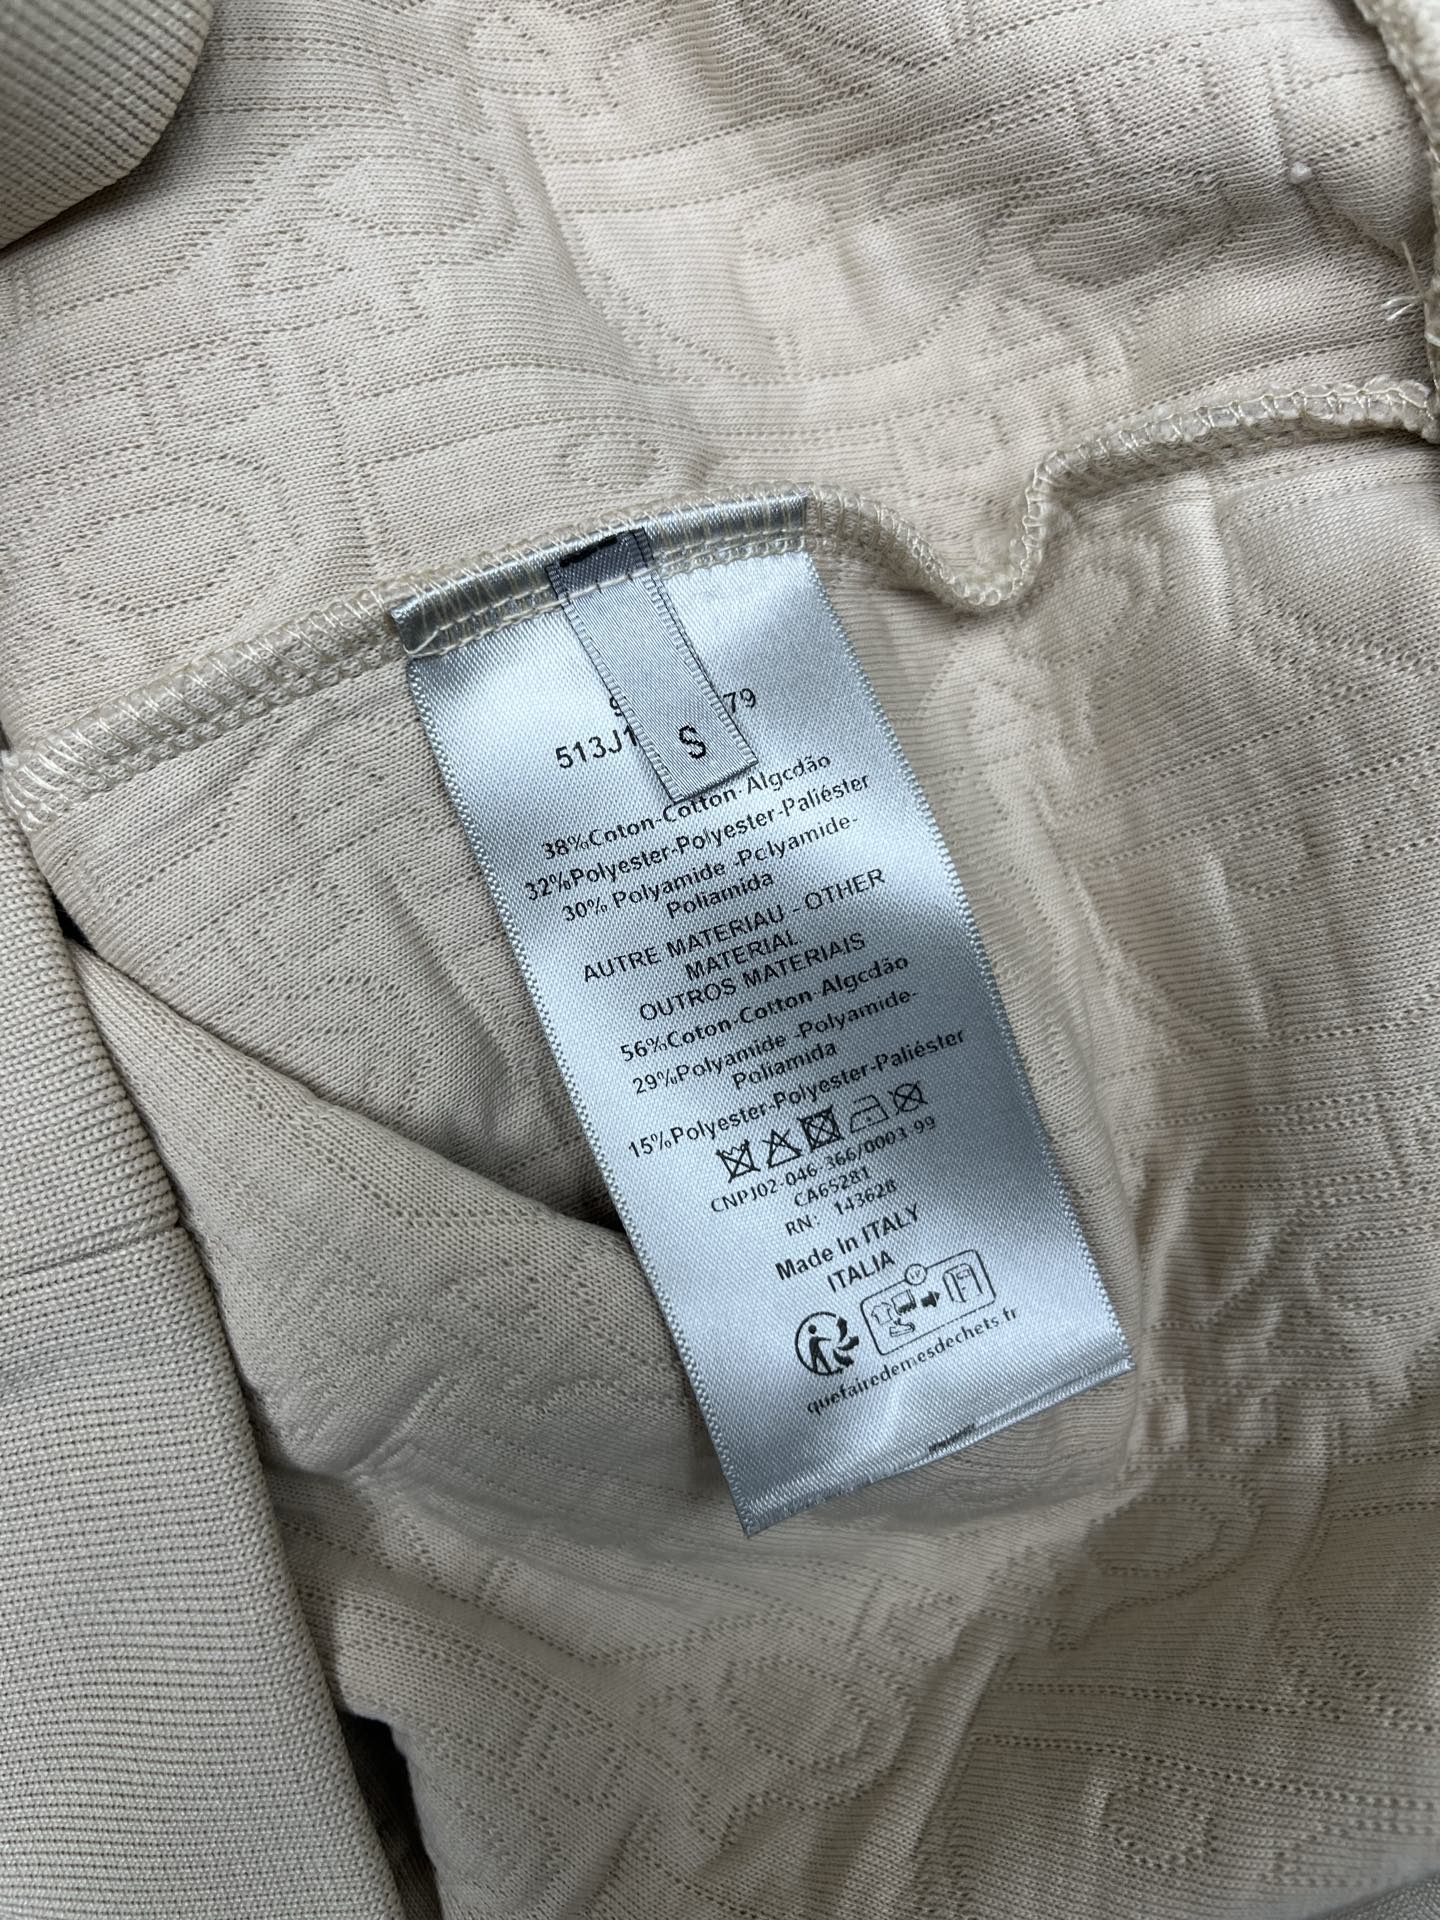 79
513J1
S
38%Coton-Cotton-Algcdão
32%Polyester-Polyester-Paliéster
30% Polyamide -Pclyamide-
Poliamida
AUTRE MATERIAU - OTHER
MATERIAL
OUTROS MATERIAIS
56%Coton-Cotton-Algcdão
29%Polyamide -Polyamide-
Poliamida
15%Polyester-Polyester-Paliéster
CNPJ02-046-366/0003-99
CA65281
RN: 143628
Made in ITALY
ITALIA
quefairedemesdechets.fr